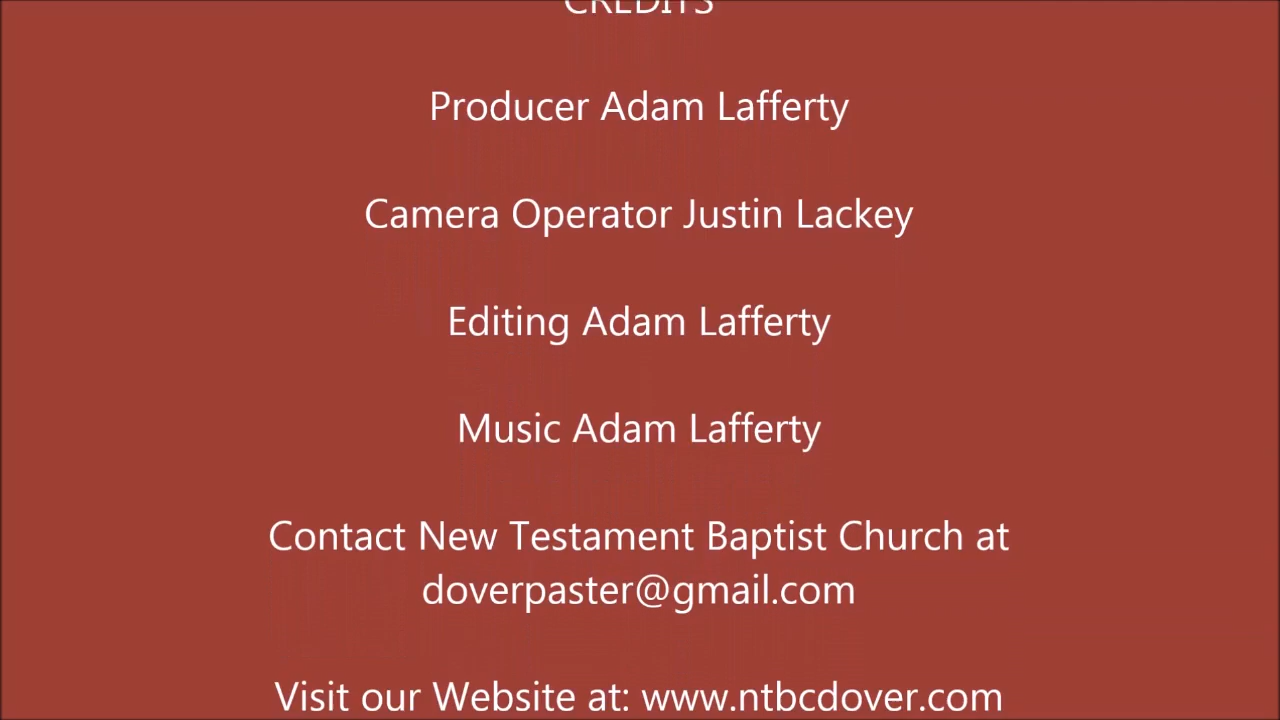 CREDITS
Producer Adam Lafferty
Camera Operator Justin Lackey
Editing Adam Lafferty
Music Adam Lafferty
Contact New Testament Baptist Church at
doverpaster@gmail.com
Visit our Website at: www.ntbcdover.com